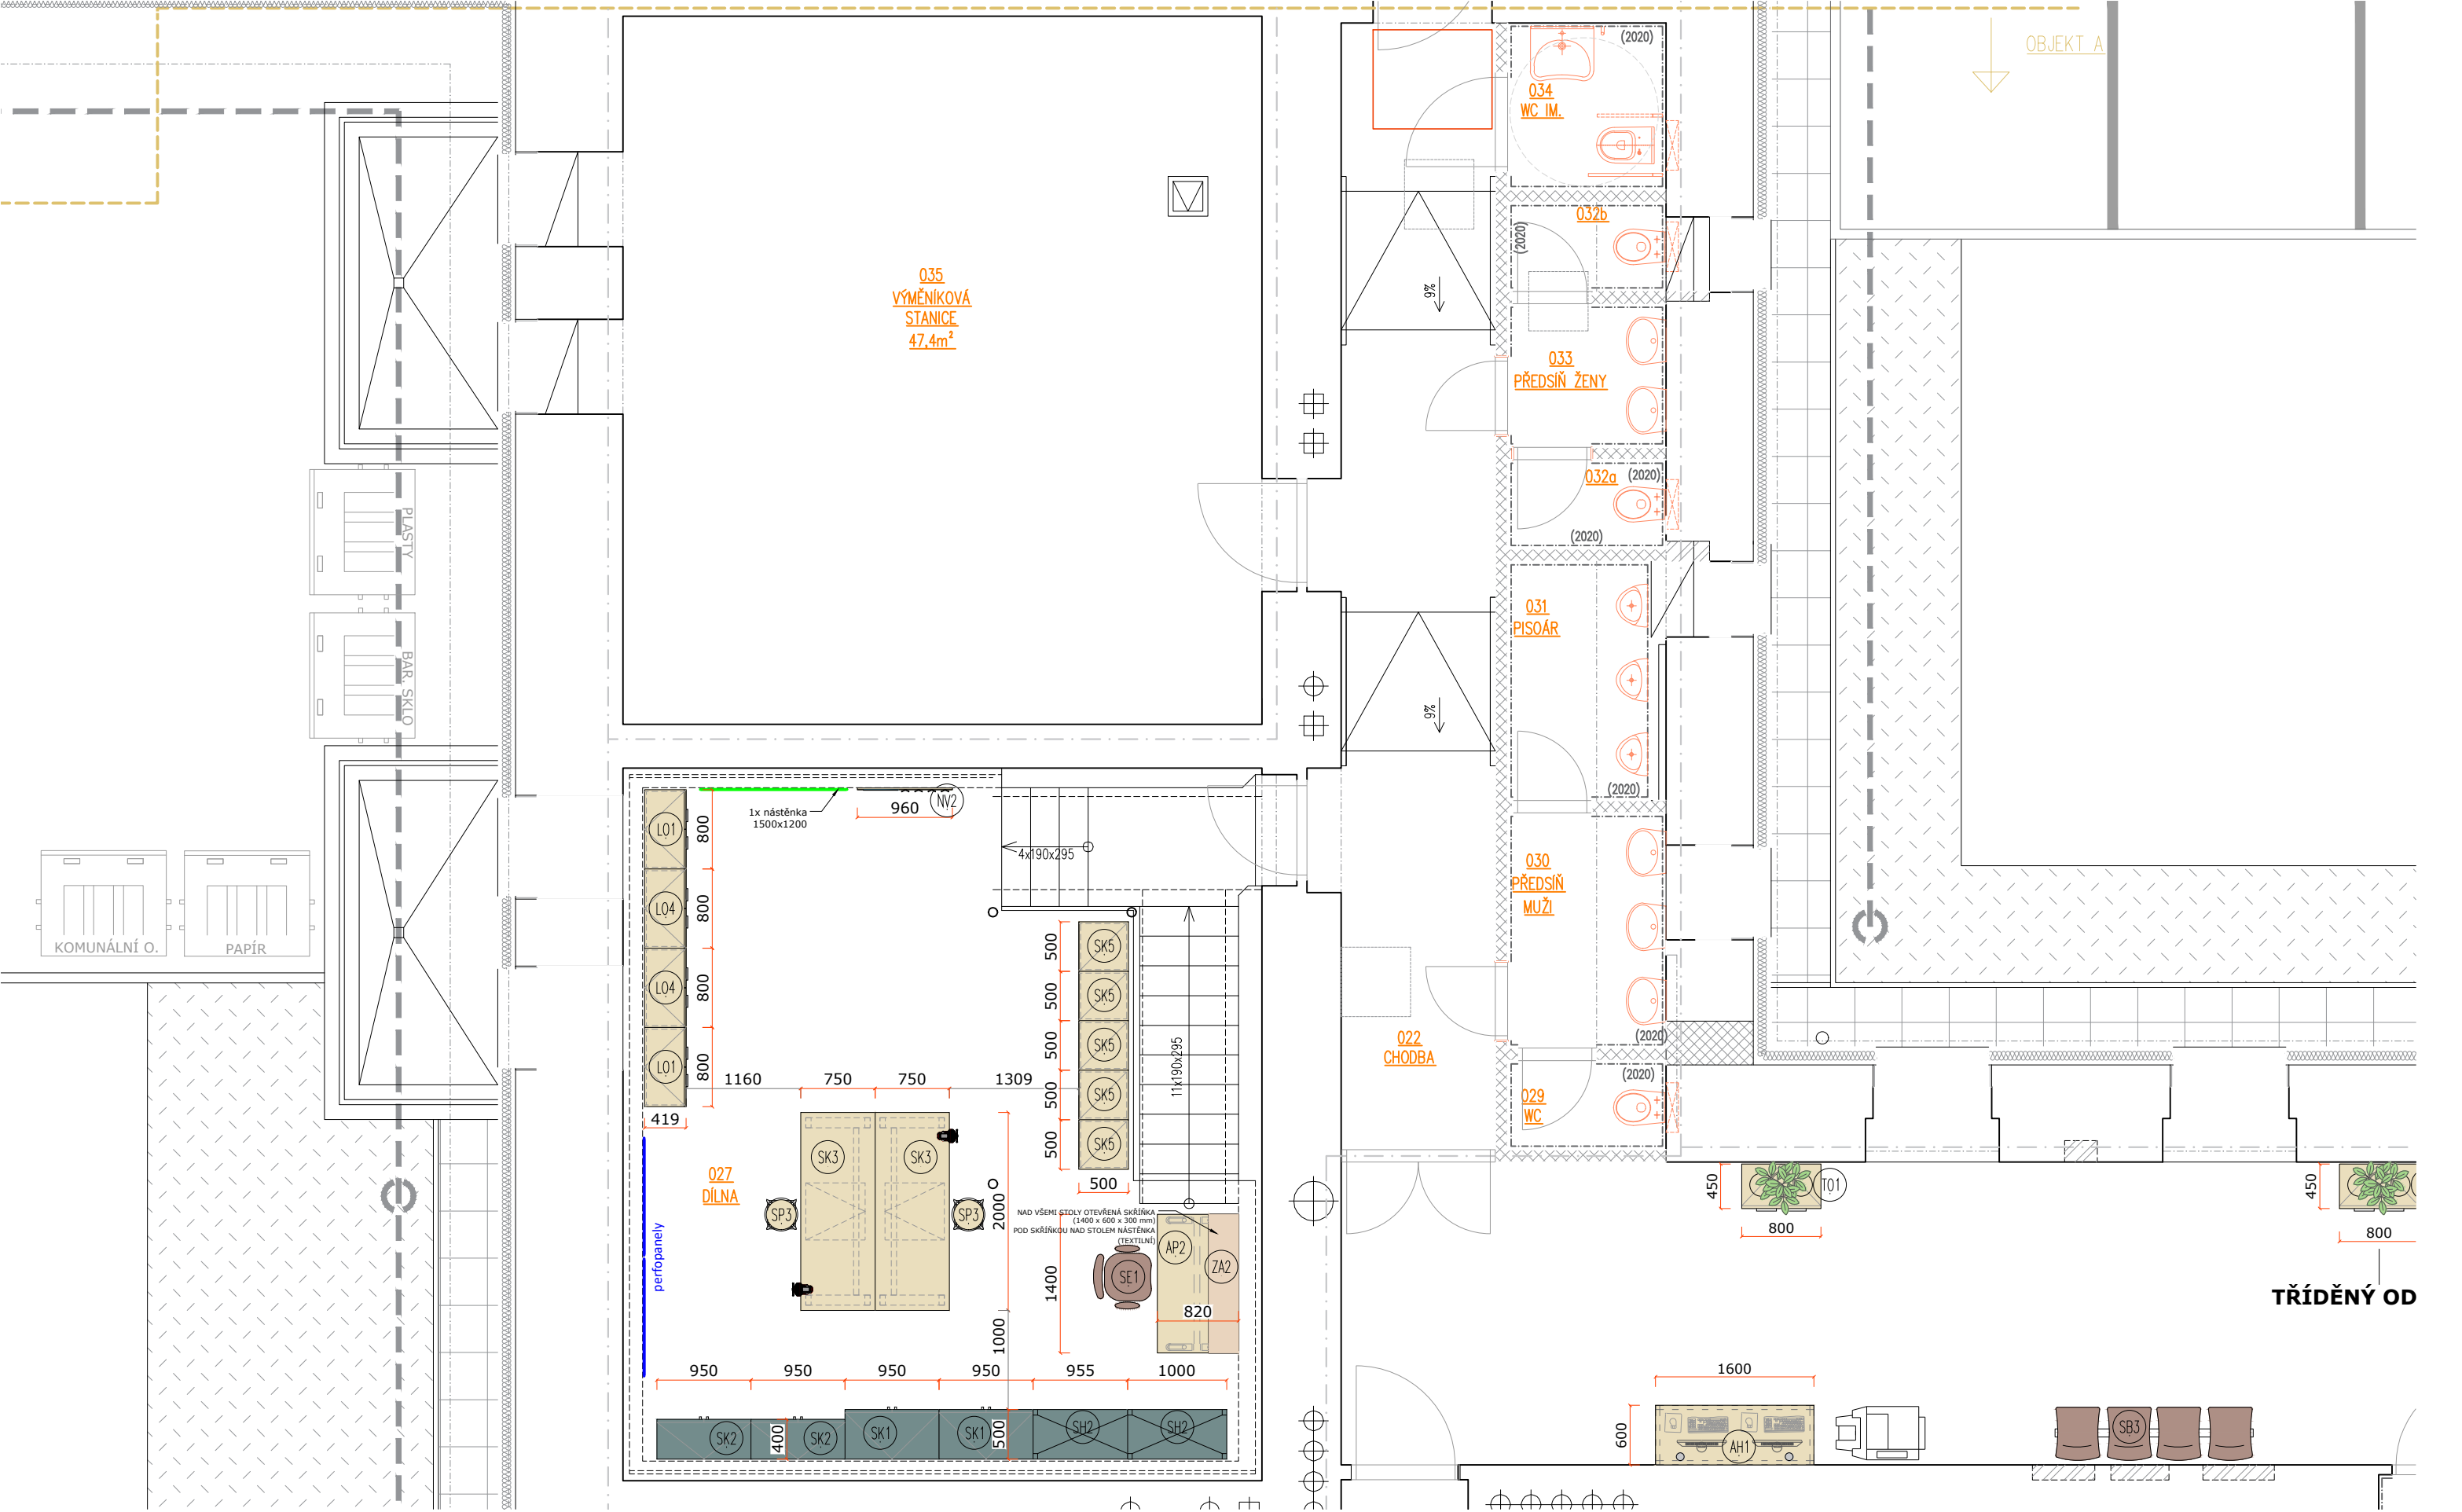 OBJEKT A
(2020)
034
WC IM.
032b
(2020)
9%
035
VÝMĚNÍKOVÁ
STANICE
47,4m²
033
PŘEDSÍŇ ŽENY
032a
(2020)
(2020)
PLASTY
BAR. SKLO
031
PISOÁR
9%
(2020)
KOMUNÁLNÍ O.
PAPÍR
L01
800
L04
800
L04
800
L01
800
419
1x nástěnka
1500x1200
960
NV2
4x190x295
11x190x295
030
PŘEDSÍŇ
MUŽI
(2020)
022
CHODBA
(2020)
029
WC
500
SK5
500
SK5
500
SK5
500
SK5
500
SK5
500
1160
750
750
1309
027
DÍLNA
SK3
SK3
SP3
SP3
2000
1000
perfopanely
NAD VŠEMI STOLY OTEVŘENÁ SKŘÍŇKA
(1400 x 600 x 300 mm)
POD SKŘÍŇKOU NAD STOLEM NÁSTĚNKA
(TEXTILNÍ)
AP2
ZA2
SE1
1400
820
950
950
950
950
955
1000
SK2
400
SK2
SK1
SK1
500
SH2
SH2
450
T01
800
450
800
TŘÍDĚNÝ OD
1600
600
AH1
SB3